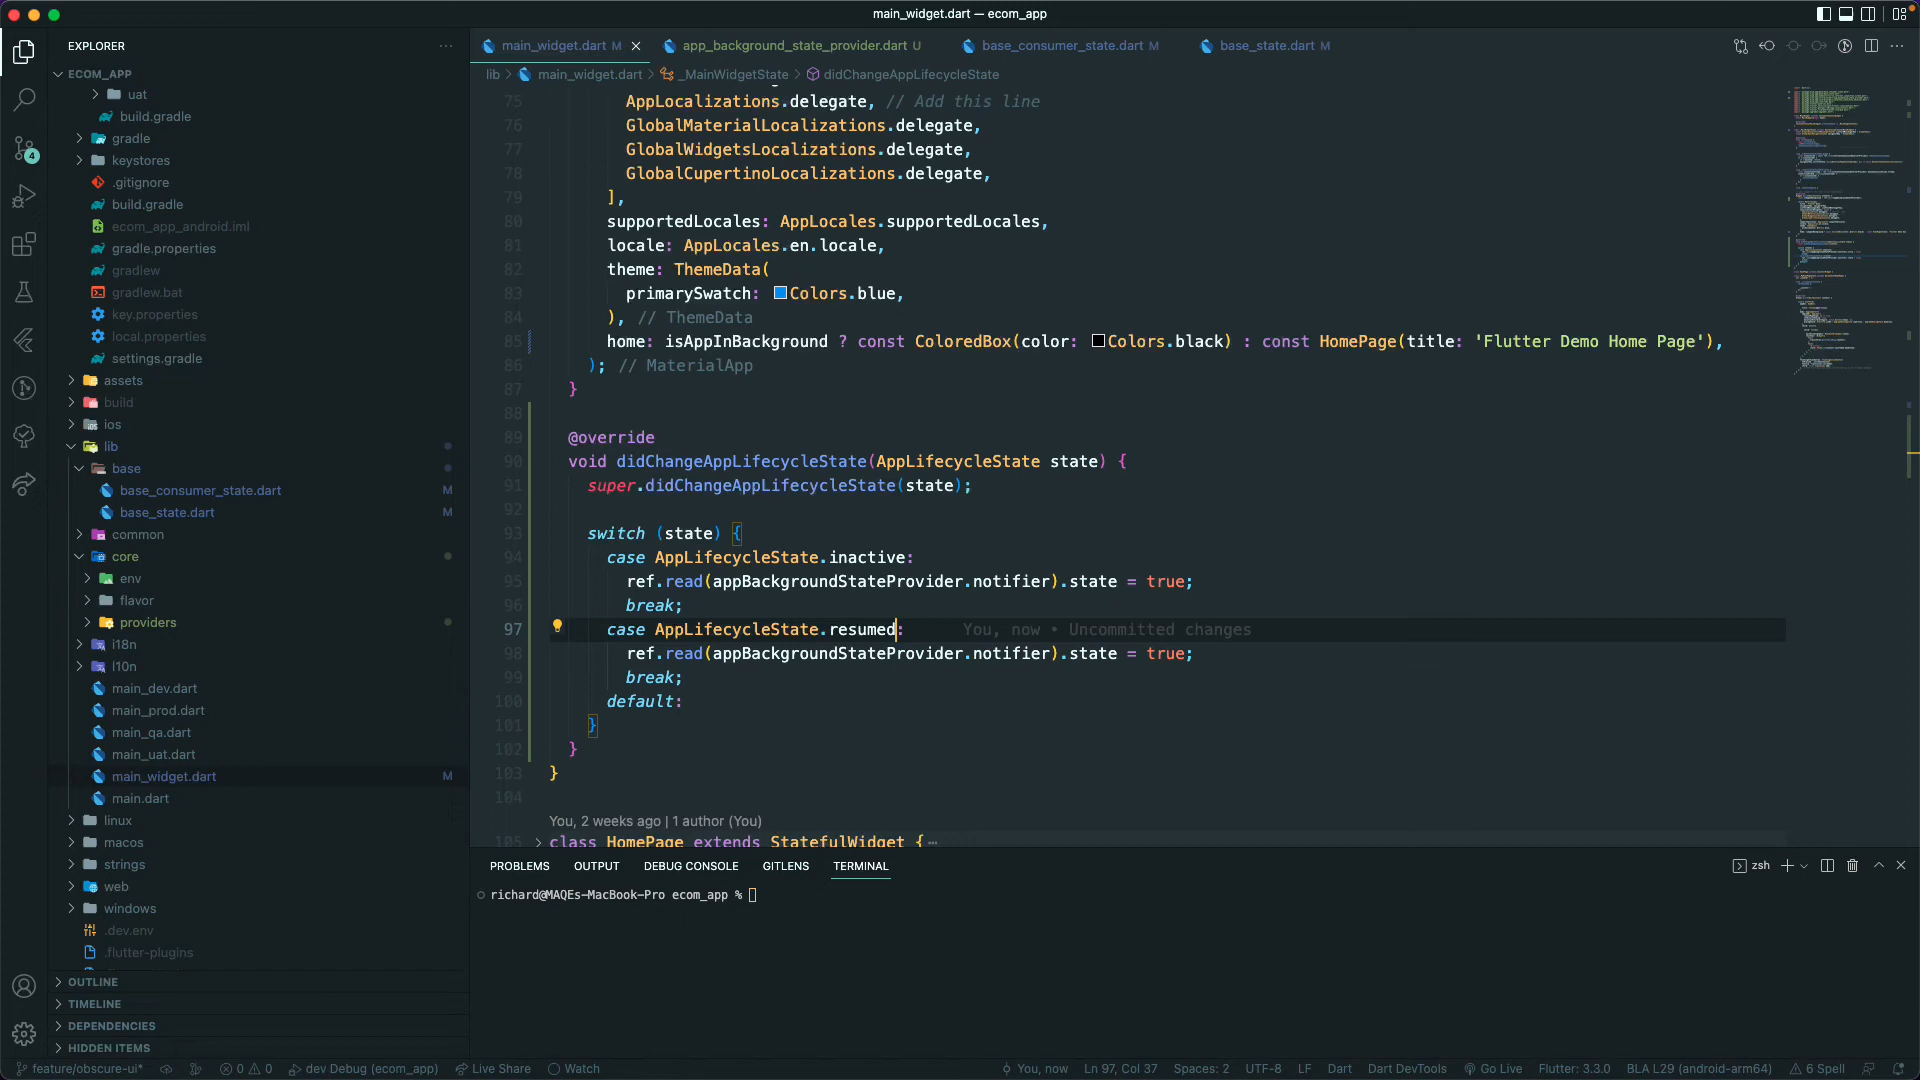 main_widget.dart — ecom_app
EXPLORER
ECOM_APP
uat
build.gradle
gradle
keystores
.gitignore
build.gradle
ecom_app_android.iml
gradle.properties
gradlew
gradlew.bat
key.properties
local.properties
settings.gradle
assets
build
ios
lib
base
base_consumer_state.dart M
base_state.dart M
common
core
env
flavor
providers
i18n
l10n
main_dev.dart
main_prod.dart
main_qa.dart
main_uat.dart
main_widget.dart M
main.dart
linux
macos
strings
web
windows
.dev.env
.flutter-plugins
OUTLINE
TIMELINE
DEPENDENCIES
HIDDEN ITEMS
4
main_widget.dart M
app_background_state_provider.dart U
base_consumer_state.dart M
base_state.dart M
lib > main_widget.dart > _MainWidgetState > didChangeAppLifecycleState
75 AppLocalizations.delegate, // Add this line
76 GlobalMaterialLocalizations.delegate,
77 GlobalWidgetsLocalizations.delegate,
78 GlobalCupertinoLocalizations.delegate,
79 ],
80 supportedLocales: AppLocales.supportedLocales,
81 locale: AppLocales.en.locale,
82 theme: ThemeData(
83 primarySwatch: Colors.blue,
84 ), // ThemeData
85 home: isAppInBackground ? const ColoredBox(color: Colors.black) : const HomePage(title: 'Flutter Demo Home Page'),
86 ); // MaterialApp
87 }
88
89 @override
90 void didChangeAppLifecycleState(AppLifecycleState state) {
91 super.didChangeAppLifecycleState(state);
92
93 switch (state) {
94 case AppLifecycleState.inactive:
95 ref.read(appBackgroundStateProvider.notifier).state = true;
96 break;
97 case AppLifecycleState.resumed: You, now • Uncommitted changes
98 ref.read(appBackgroundStateProvider.notifier).state = true;
99 break;
100 default:
101 }
102 }
103 }
104
You, 2 weeks ago | 1 author (You)
105 class HomePage extends StatefulWidget {
PROBLEMS OUTPUT DEBUG CONSOLE GITLENS TERMINAL
zsh
richard@MAQEs-MacBook-Pro ecom_app %
feature/obscure-ui* 0 0 dev Debug (ecom_app) Live Share Watch
You, now Ln 97, Col 37 Spaces: 2 UTF-8 LF Dart Dart DevTools Go Live Flutter: 3.3.0 BLA L29 (android-arm64) 6 Spell